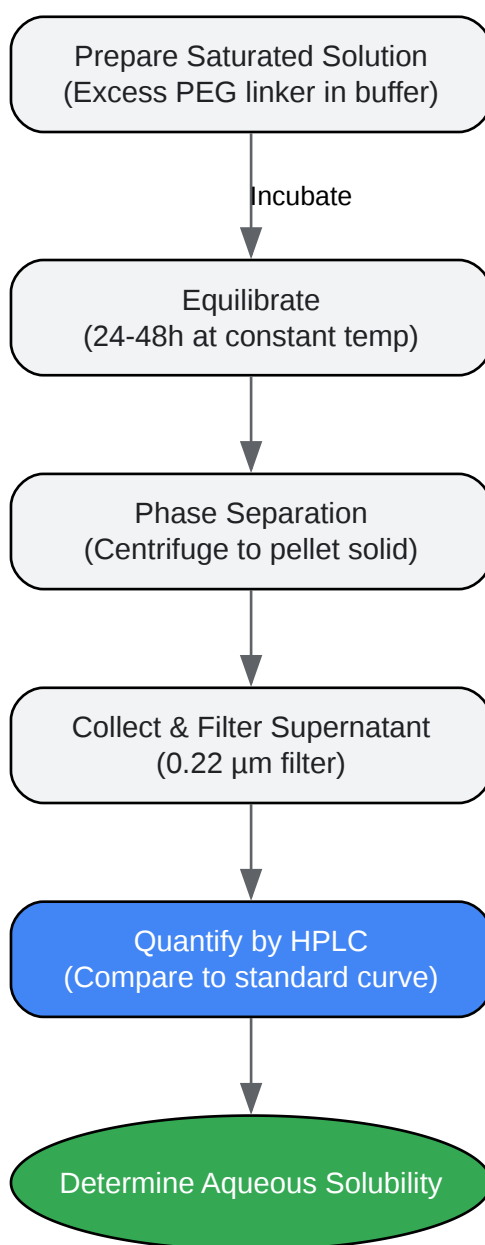 Prepare Saturated Solution
(Excess PEG linker in buffer)
Incubate
Equilibrate
(24-48h at constant temp)
Phase Separation
(Centrifuge to pellet solid)
Collect & Filter Supernatant
(0.22 µm filter)
Quantify by HPLC
(Compare to standard curve)
Determine Aqueous Solubility